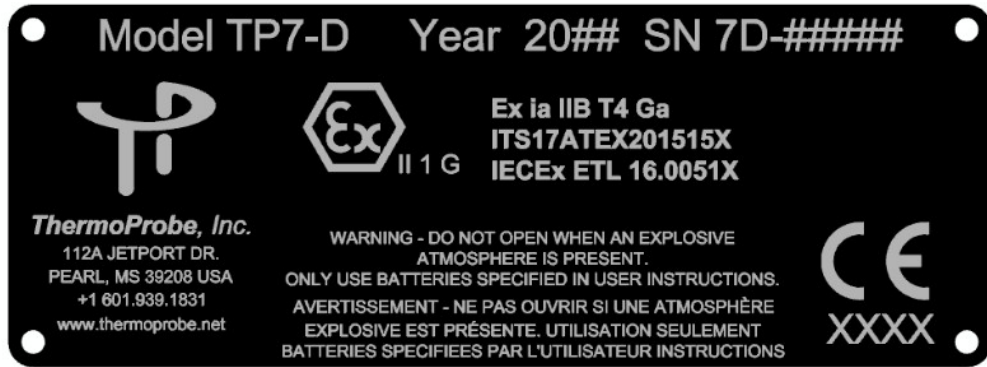 Model TP7-D Year 20## SN 7D-#####
TP
Ex
II 1 G
Ex ia IIB T4 Ga
ITS17ATEX201515X
IECEx ETL 16.0051X
ThermoProbe, Inc.
112A JETPORT DR.
PEARL, MS 39208 USA
+1 601.939.1831
www.thermoprobe.net
WARNING - DO NOT OPEN WHEN AN EXPLOSIVE
ATMOSPHERE IS PRESENT.
ONLY USE BATTERIES SPECIFIED IN USER INSTRUCTIONS.
AVERTISSEMENT - NE PAS OUVRIR SI UNE ATMOSPHÈRE
EXPLOSIVE EST PRÉSENTE. UTILISATION SEULEMENT
BATTERIES SPECIFIEES PAR L'UTILISATEUR INSTRUCTIONS
CE
XXXX